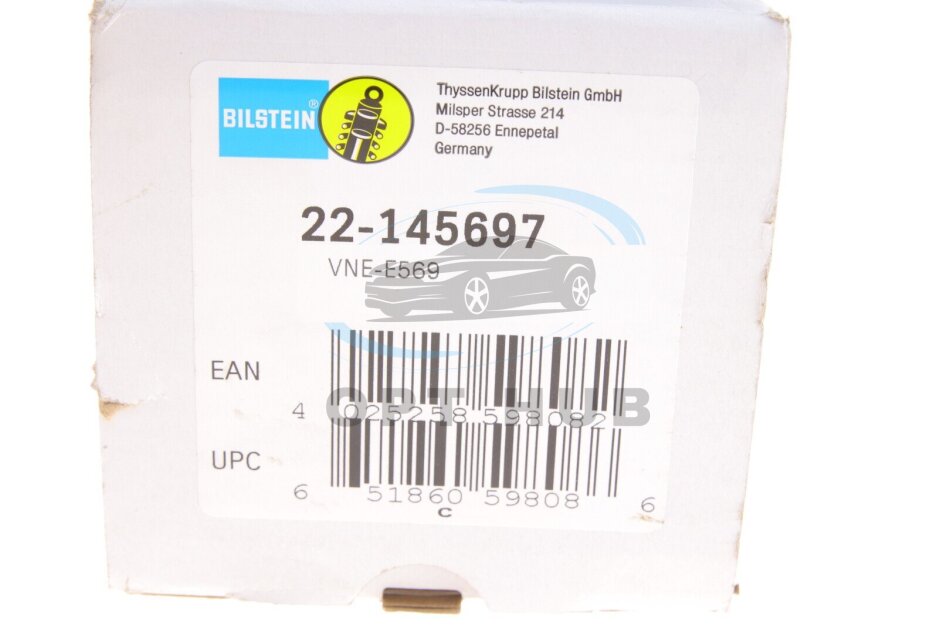 BILSTEIN®
ThyssenKrupp Bilstein GmbH
Milsper Strasse 214
D-58256 Ennepetal
Germany
22-145697
VNE-E569
EAN
4 025258 598082
OPT HUB
UPC
6 51860 59808 6
C